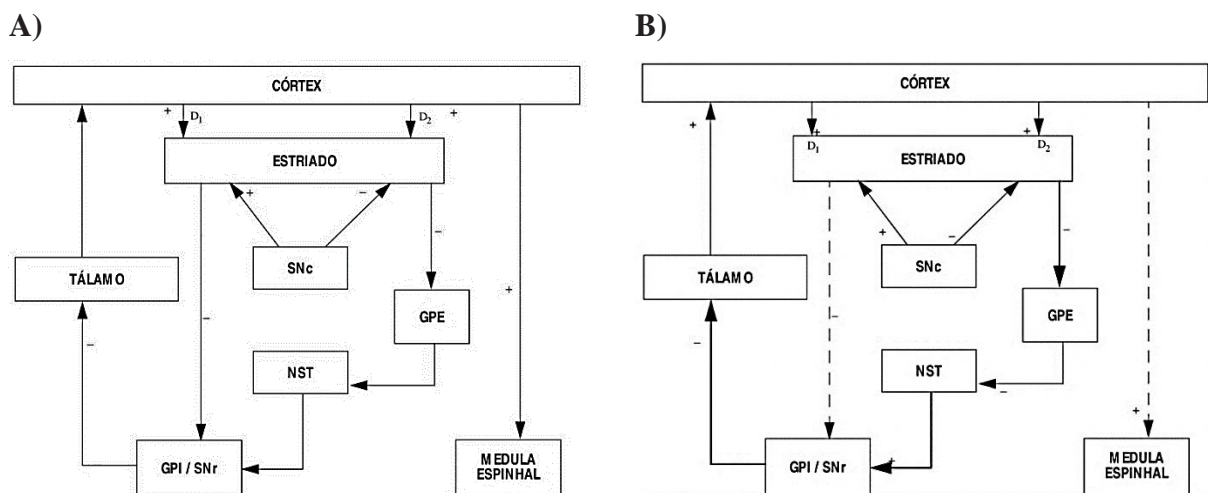 A)
CÓRTEX
+ D₁ D₂ +
ESTRIADO
+ −
−
SNc
TÁLAMO
+
GPE
−
−
NST
GPI / SNr
MEDULA
ESPINHAL
B)
CÓRTEX
+
+ +
D₁ D₂
ESTRIADO
−
+ −
SNc
TÁLAMO
GPE
−
−
NST
−
+
+
GPI / SNr
MEDULA
ESPINHAL